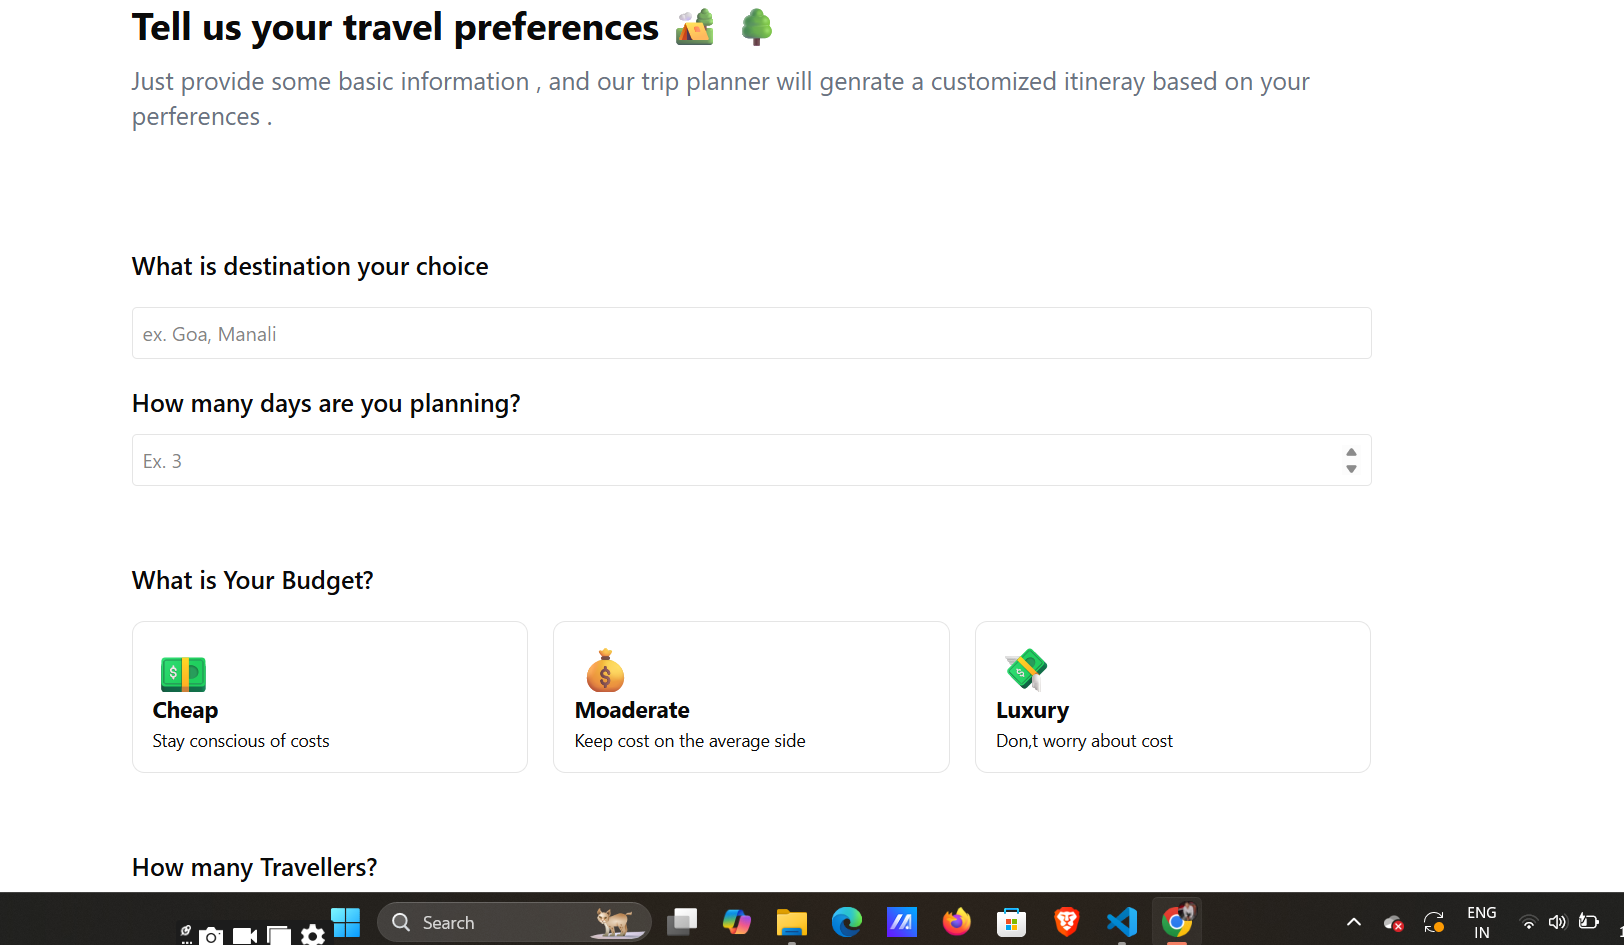 Tell us your travel preferences
Just provide some basic information , and our trip planner will genrate a customized itineray based on your
perferences .
What is destination your choice
ex. Goa, Manali
How many days are you planning?
Ex. 3
What is Your Budget?
Cheap
Stay conscious of costs
Moaderate
Keep cost on the average side
Luxury
Don,t worry about cost
How many Travellers?
Search
ENG
IN